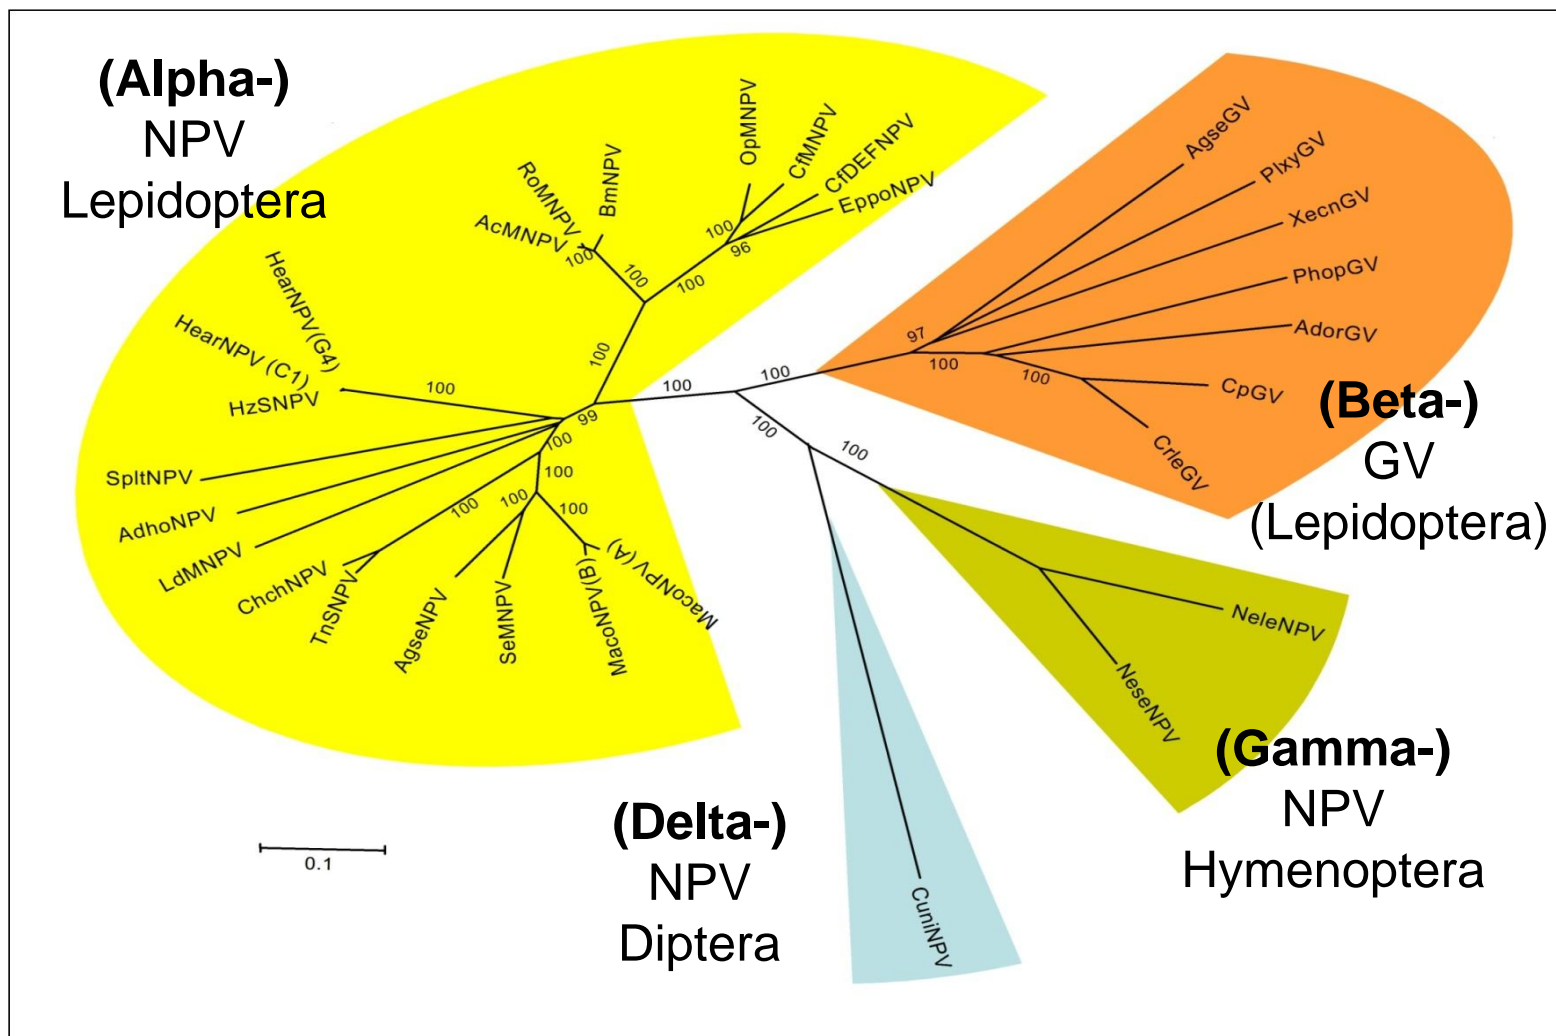 (Alpha-)
NPV
Lepidoptera
OpMNPV
CfMNPV
CfDEFNPV
EppoNPV
RoMNPV
BmNPV
AcMNPV
100
100
100
96
100
100
HearNPV(G4)
HearNPV (C1)
HzSNPV
100
99
SpltNPV
AdhoNPV
LdMNPV
ChchNPV
TnSNPV
AgseNPV
SeMNPV
MacoNPV(B)
MacoNPV(A)
100
100
100
100
100
100
100
100
100
AgseGV
PlxyGV
XecnGV
PhopGV
AdorGV
CpGV
CrleGV
97
100
100
(Beta-)
GV
(Lepidoptera)
NeleNPV
NeseNPV
(Gamma-)
NPV
Hymenoptera
(Delta-)
NPV
Diptera
CuniNPV
0.1